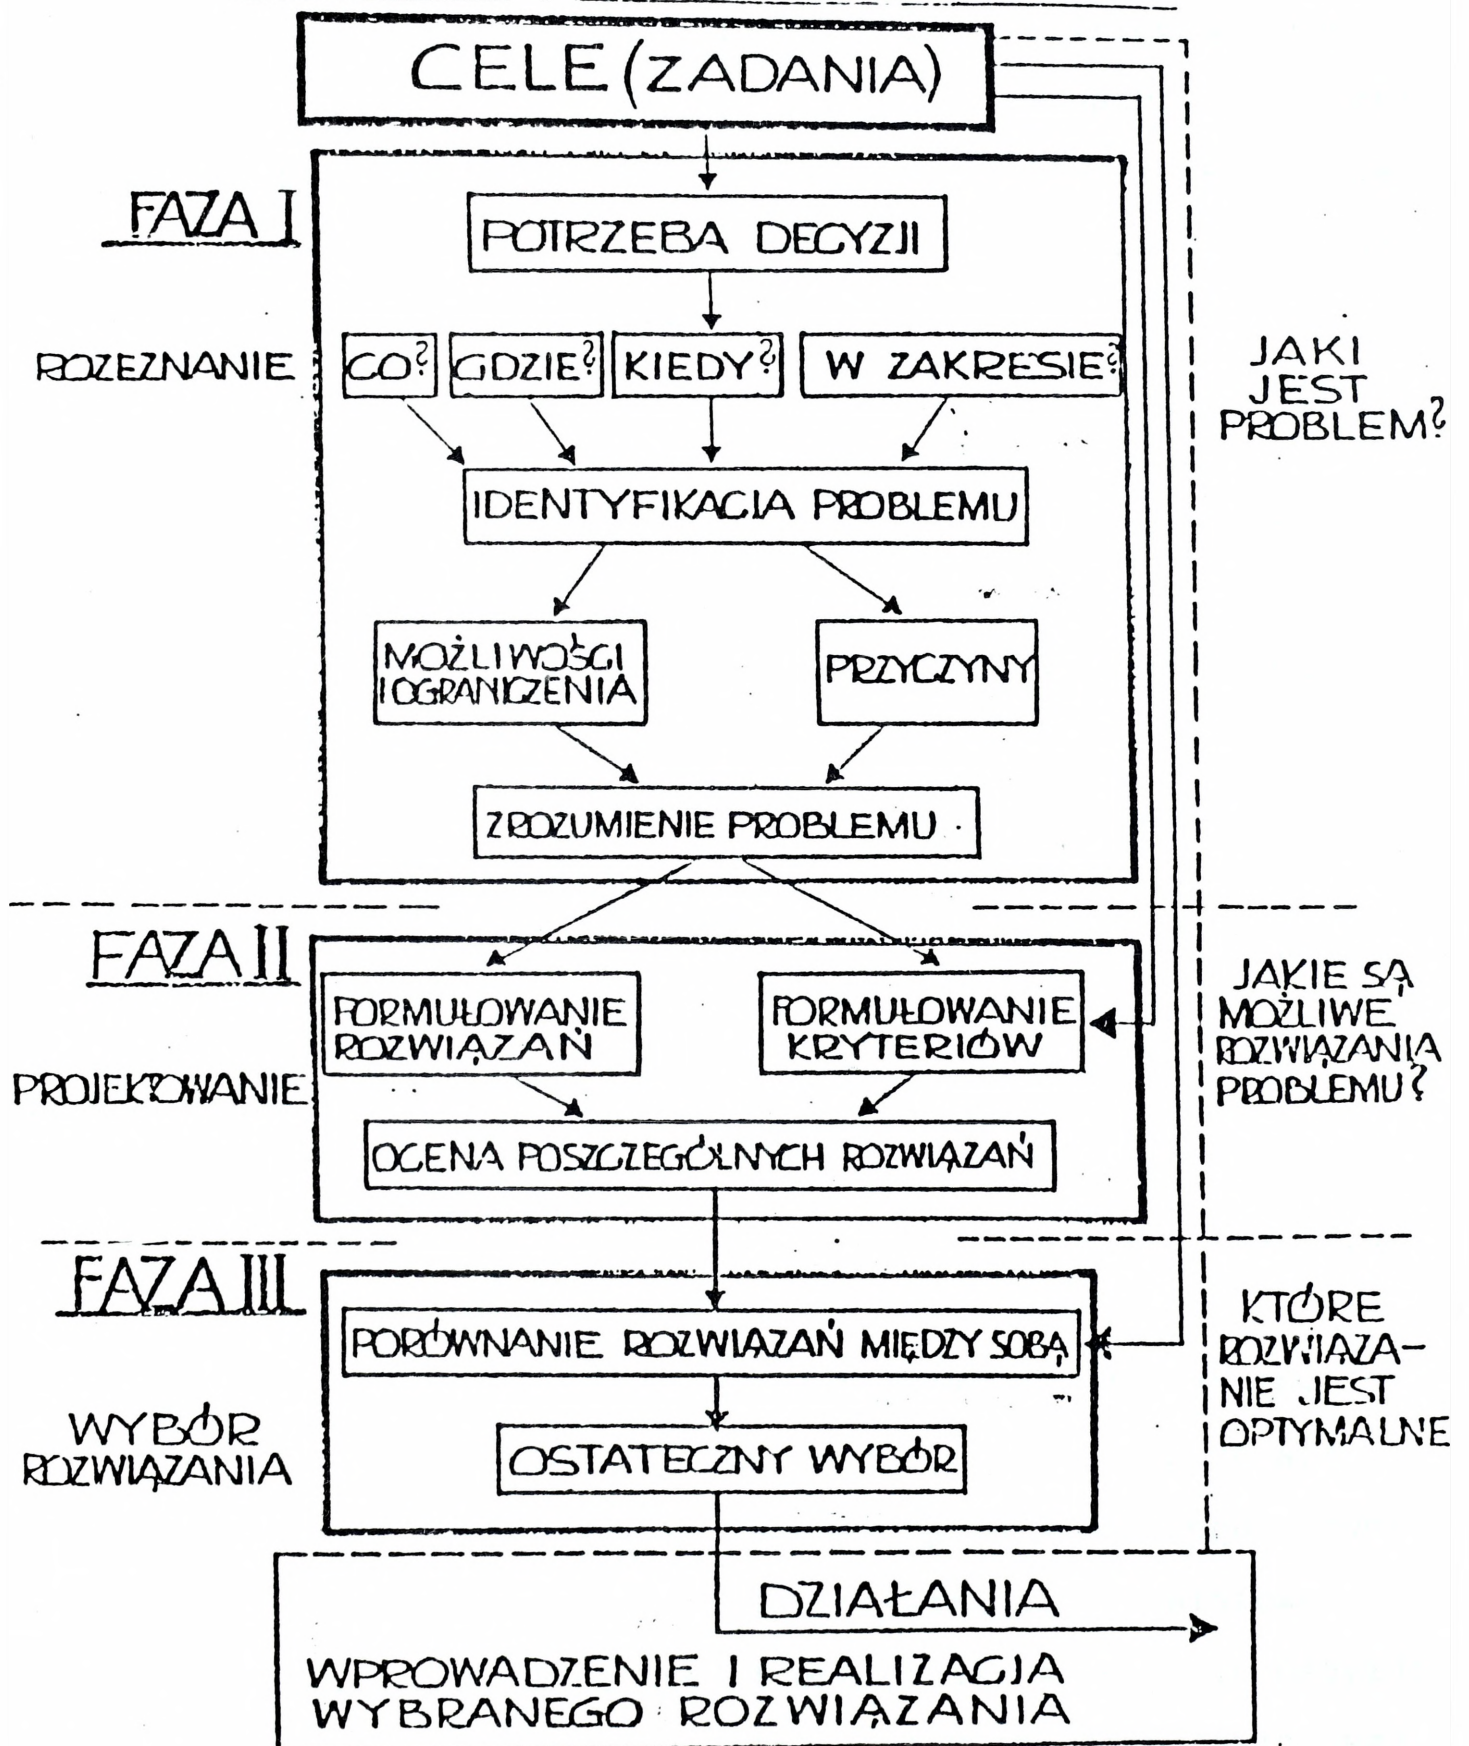 CELE (ZADANIA)
FAZA I
POTRZEBA DECYZJI
ROZEZNANIE
CO?
GDZIE?
KIEDY?
W ZAKRESIE?
JAKI
JEST
PROBLEM?
IDENTYFIKACIA PROBLEMU
MOŻLIWOŚCI
I OGRANICZENIA
PRZYCZYNY
ZROZUMIENIE PROBLEMU
FAZA II
PROJEKTOWANIE
FORMUŁOWANIE
ROZWIĄZAŃ
FORMUŁOWANIE
KRYTERIÓW
JAKIE SĄ
MOŻLIWE
ROZWIĄZANIA
PROBLEMU?
OCENA POSZCZEGÓLNYCH ROZWIĄZAŃ
FAZA III
PORÓWNANIE ROZWIĄZAŃ MIĘDZY SOBĄ
WYBÓR
ROZWIĄZANIA
OSTATECZNY WYBÓR
KTÓRE
ROZWIĄZA-
NIE JEST
OPTYMALNE
DZIAŁANIA
WPROWADZENIE I REALIZACJA
WYBRANEGO ROZWIĄZANIA